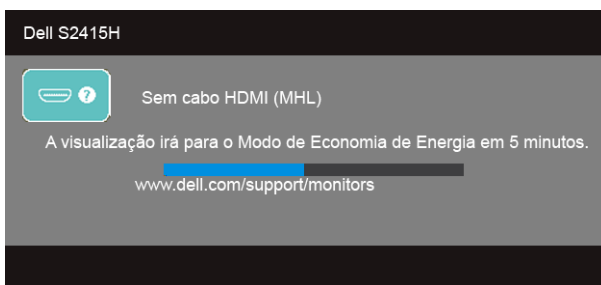 Dell S2415H
Sem cabo HDMI (MHL)
A visualização irá para o Modo de Economia de Energia em 5 minutos.
www.dell.com/support/monitors